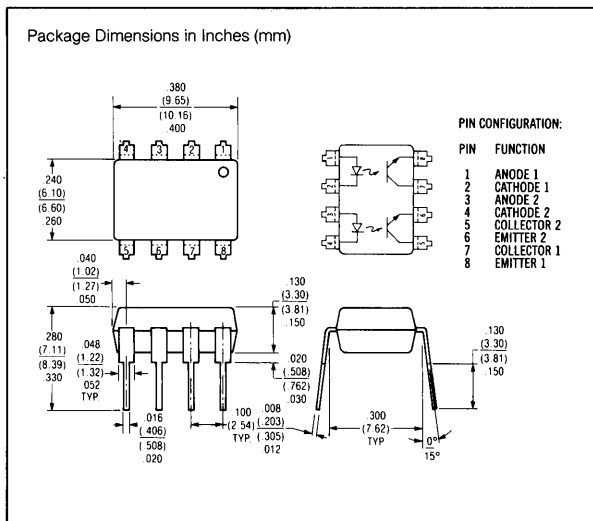 Package Dimensions in Inches (mm)
.380
(9.65)
(10.16)
.400
4 3 2 1
.240
(6.10)
(6.60)
.260
5 6 7 8
PIN CONFIGURATION:
PIN FUNCTION
1 ANODE 1
2 CATHODE 1
3 ANODE 2
4 CATHODE 2
5 COLLECTOR 2
6 EMITTER 2
7 COLLECTOR 1
8 EMITTER 1
.040
(1.02)
(1.27)
.050
.130
(3.30)
(3.81)
.150
.280
(7.11)
(8.39)
.330
.048
(1.22)
(1.32)
.052
TYP.
.020
(.508)
(.762)
.030
.016
(.406)
(.508)
.020
.100
(2.54)
TYP.
.008
(.203)
(.305)
.012
.300
(7.62)
TYP
.130
(3.30)
(3.81)
.150
0°
15°